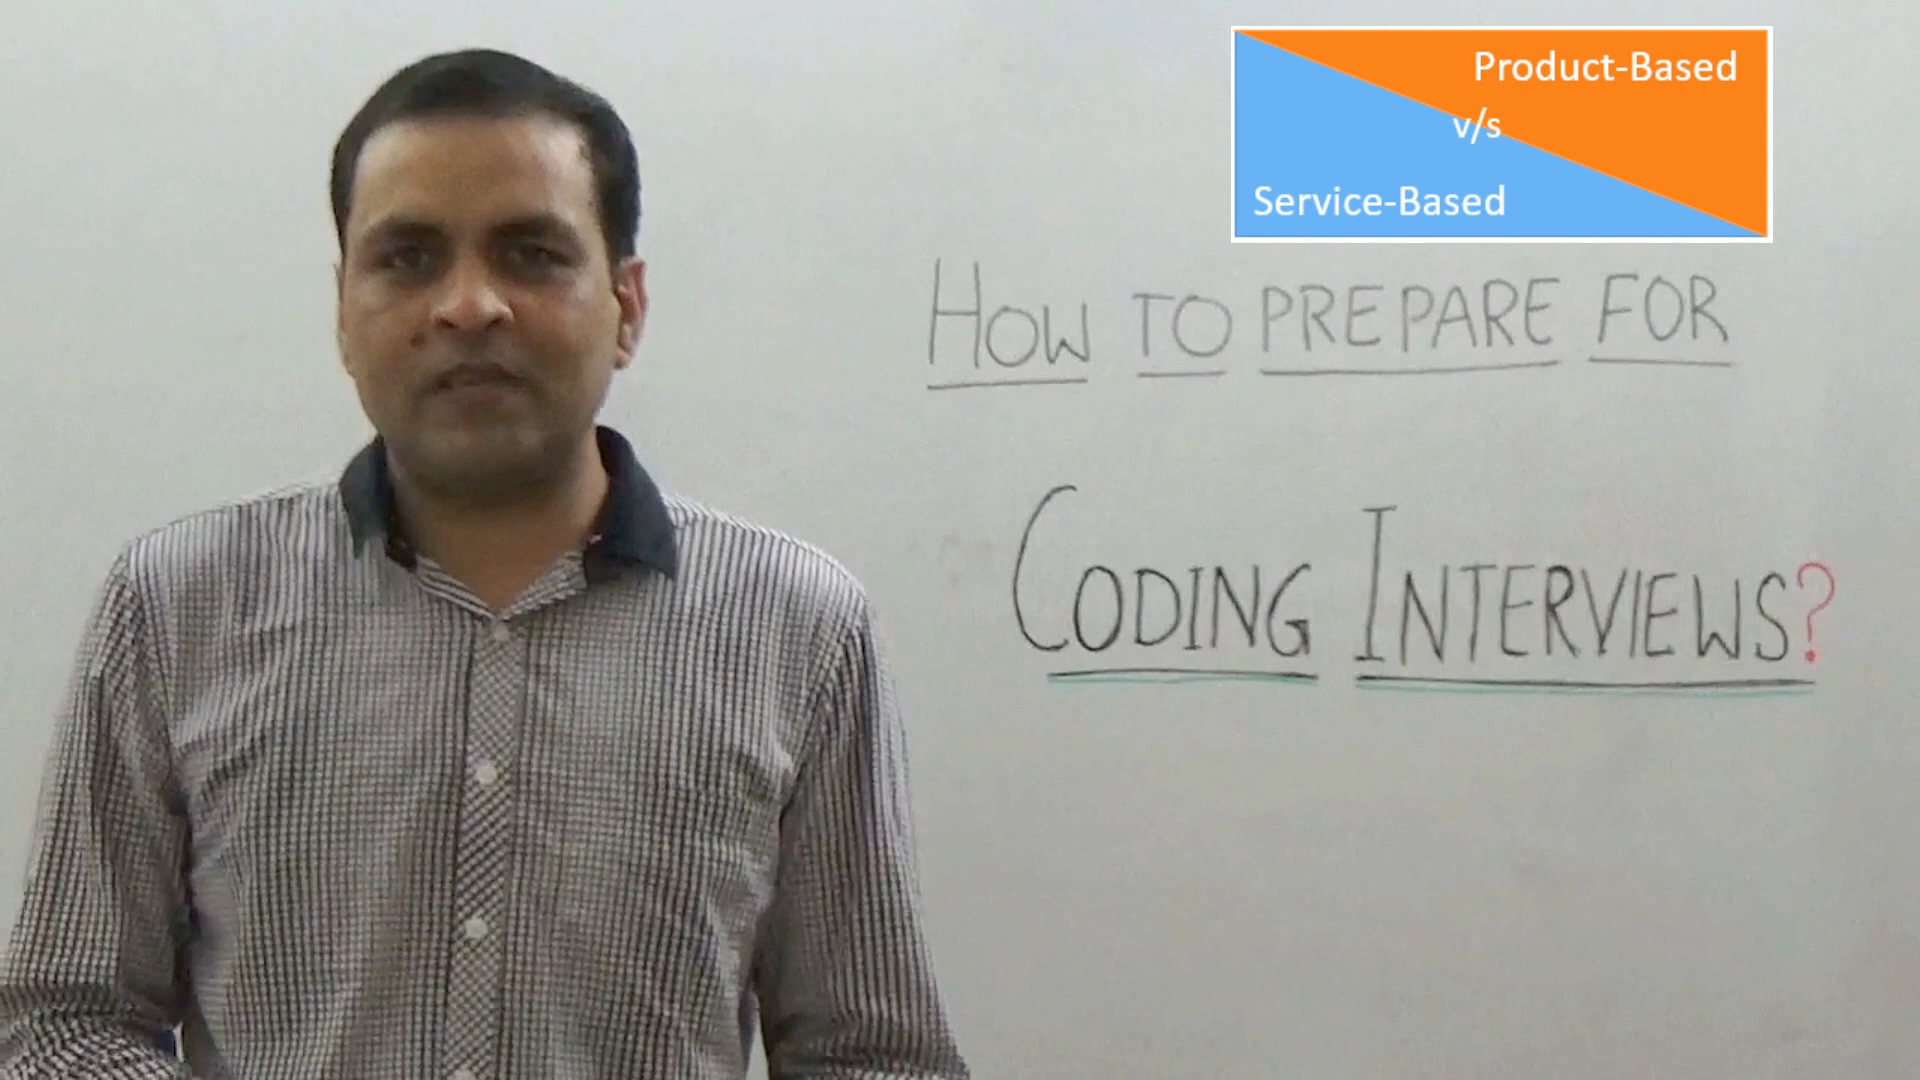 Product-Based
v/s
Service-Based
HOW TO PREPARE FOR
CODING INTERVIEWS?